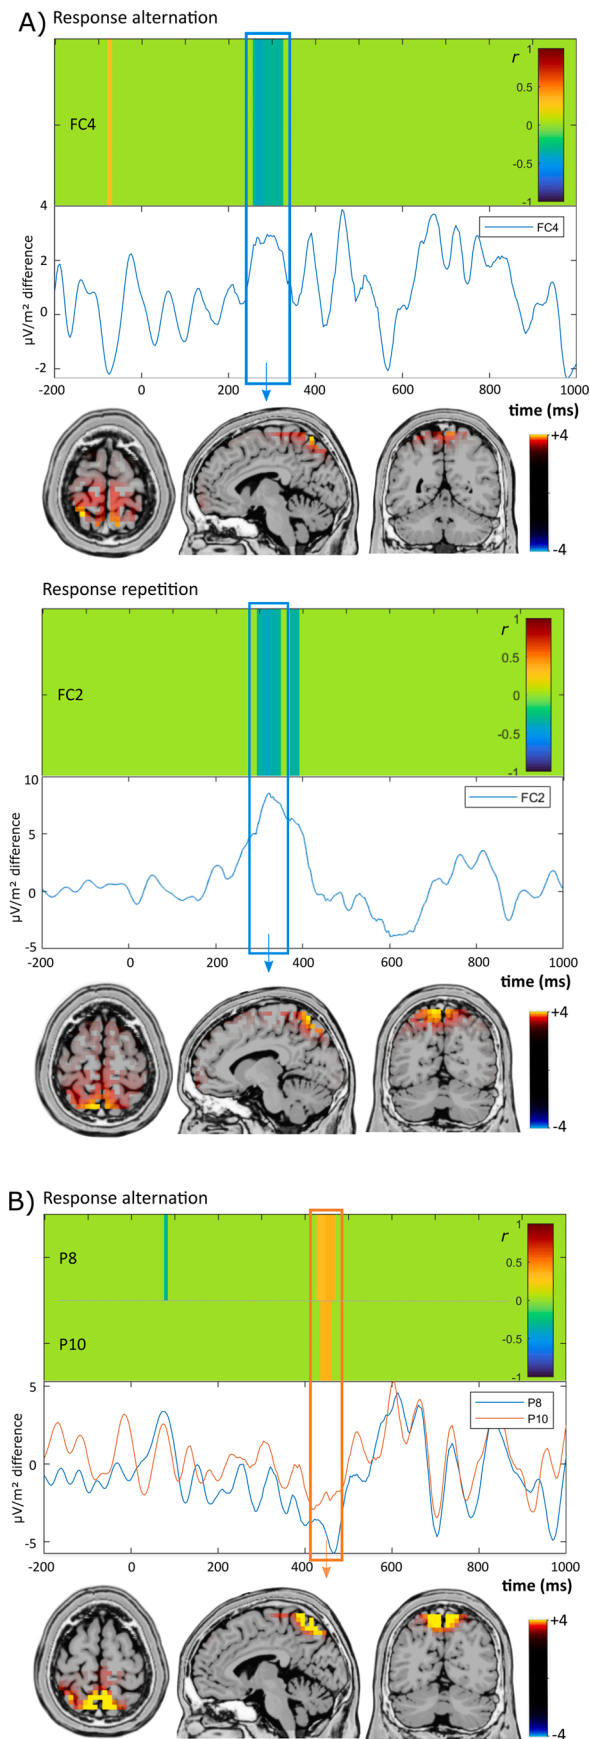 A) Response alternation
r
1
0.5
0
-0.5
-1
FC4
4
2
0
-2
µV/m² difference
FC4
-200 0 200 400 600 800 1000
time (ms)
+4
-4
Response repetition
r
1
0.5
0
-0.5
-1
FC2
10
5
0
-5
µV/m² difference
FC2
-200 0 200 400 600 800 1000
time (ms)
+4
-4
B) Response alternation
r
1
0.5
0
-0.5
-1
P8
P10
5
0
-5
µV/m² difference
P8
P10
-200 0 200 400 600 800 1000
time (ms)
+4
-4